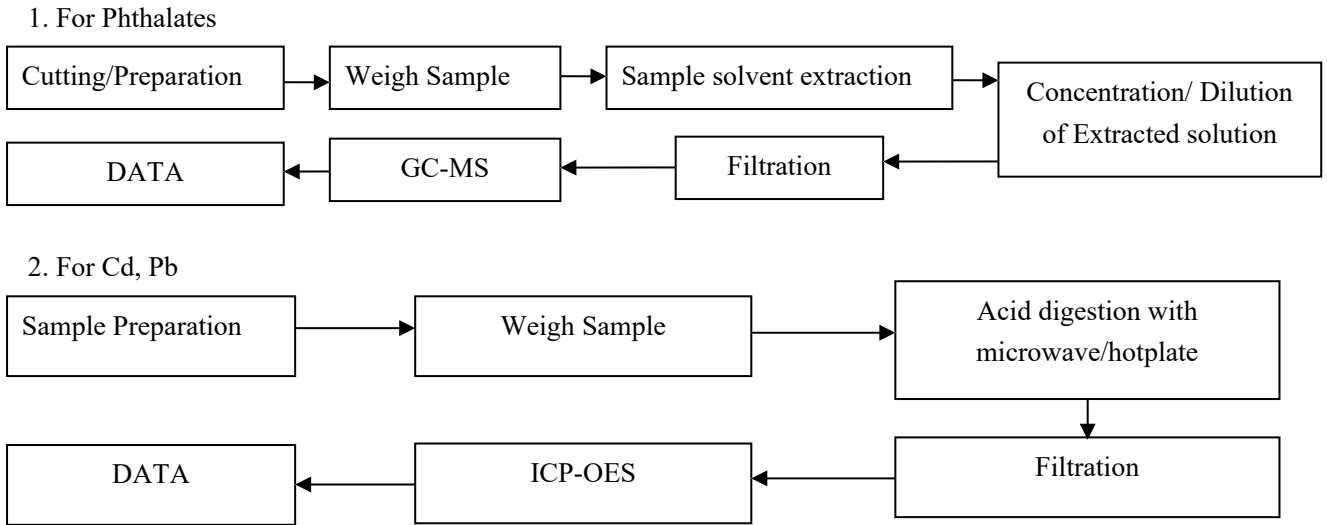 1. For Phthalates
Cutting/Preparation
Weigh Sample
Sample solvent extraction
Concentration/ Dilution
of Extracted solution
Filtration
GC-MS
DATA
2. For Cd, Pb
Sample Preparation
Weigh Sample
Acid digestion with
microwave/hotplate
Filtration
ICP-OES
DATA